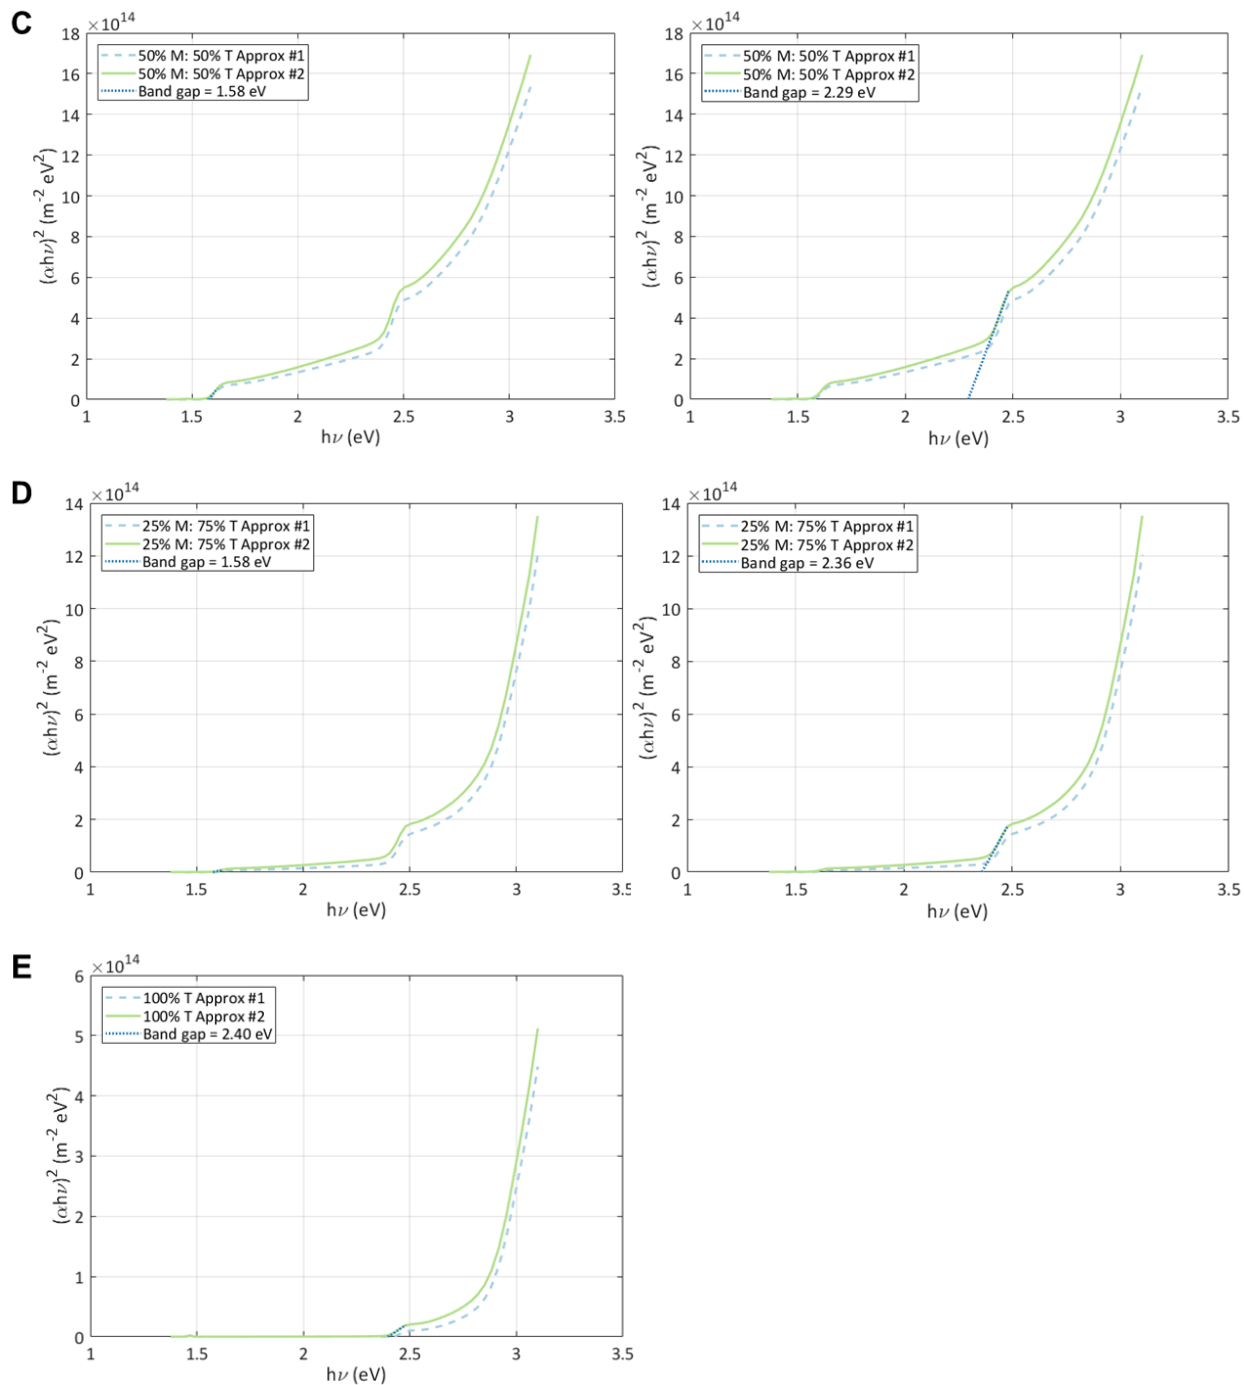 C
×10^14
18
16
14
12
10
8
6
4
2
0
(αhν)^2 (m^-2 eV^2)
50% M: 50% T Approx #1
50% M: 50% T Approx #2
Band gap = 1.58 eV
1 1.5 2 2.5 3 3.5
hν (eV)
×10^14
18
16
14
12
10
8
6
4
2
0
(αhν)^2 (m^-2 eV^2)
50% M: 50% T Approx #1
50% M: 50% T Approx #2
Band gap = 2.29 eV
1 1.5 2 2.5 3 3.5
hν (eV)
D
×10^14
14
12
10
8
6
4
2
0
(αhν)^2 (m^-2 eV^2)
25% M: 75% T Approx #1
25% M: 75% T Approx #2
Band gap = 1.58 eV
1 1.5 2 2.5 3 3.5
hν (eV)
×10^14
14
12
10
8
6
4
2
0
(αhν)^2 (m^-2 eV^2)
25% M: 75% T Approx #1
25% M: 75% T Approx #2
Band gap = 2.36 eV
1 1.5 2 2.5 3 3.5
hν (eV)
E
×10^14
6
5
4
3
2
1
0
(αhν)^2 (m^-2 eV^2)
100% T Approx #1
100% T Approx #2
Band gap = 2.40 eV
1 1.5 2 2.5 3 3.5
hν (eV)